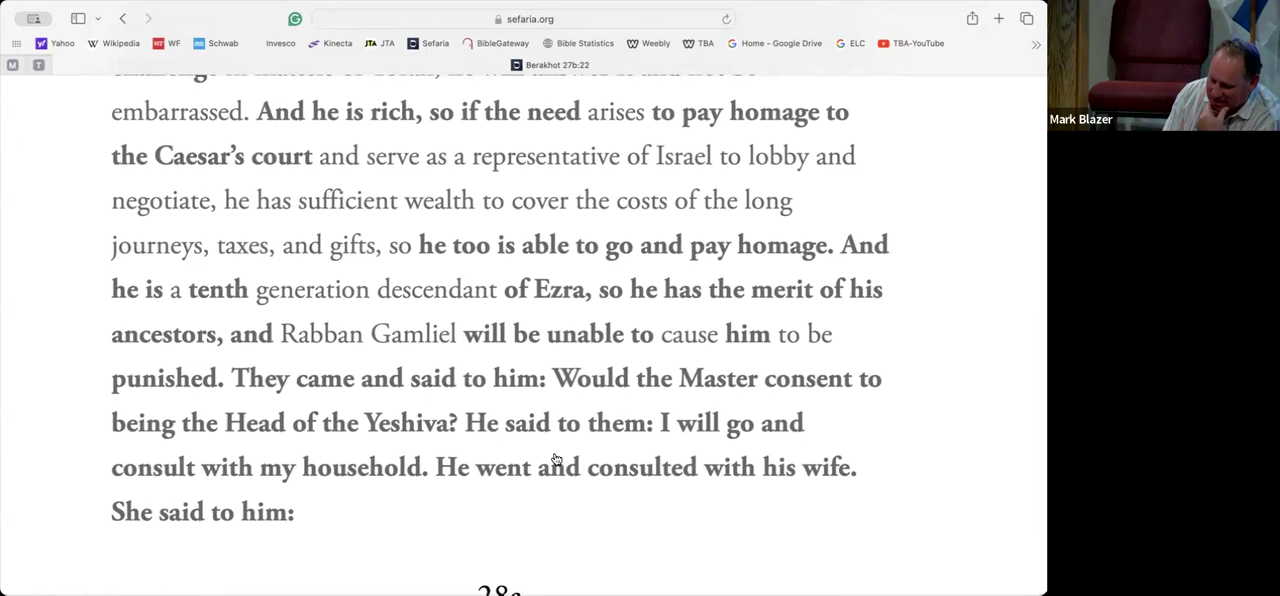 sefaria.org
Yahoo Wikipedia WF Schwab Invesco Kinecta JTA Sefaria BibleGateway Bible Statistics Weebly TBA Home - Google Drive ELC TBA-YouTube
M T Berakhot 27b:22
embarrassed. And he is rich, so if the need arises to pay homage to
the Caesar's court and serve as a representative of Israel to lobby and
negotiate, he has sufficient wealth to cover the costs of the long
journeys, taxes, and gifts, so he too is able to go and pay homage. And
he is a tenth generation descendant of Ezra, so he has the merit of his
ancestors, and Rabban Gamliel will be unable to cause him to be
punished. They came and said to him: Would the Master consent to
being the Head of the Yeshiva? He said to them: I will go and
consult with my household. He went and consulted with his wife.
She said to him:
Mark Blazer